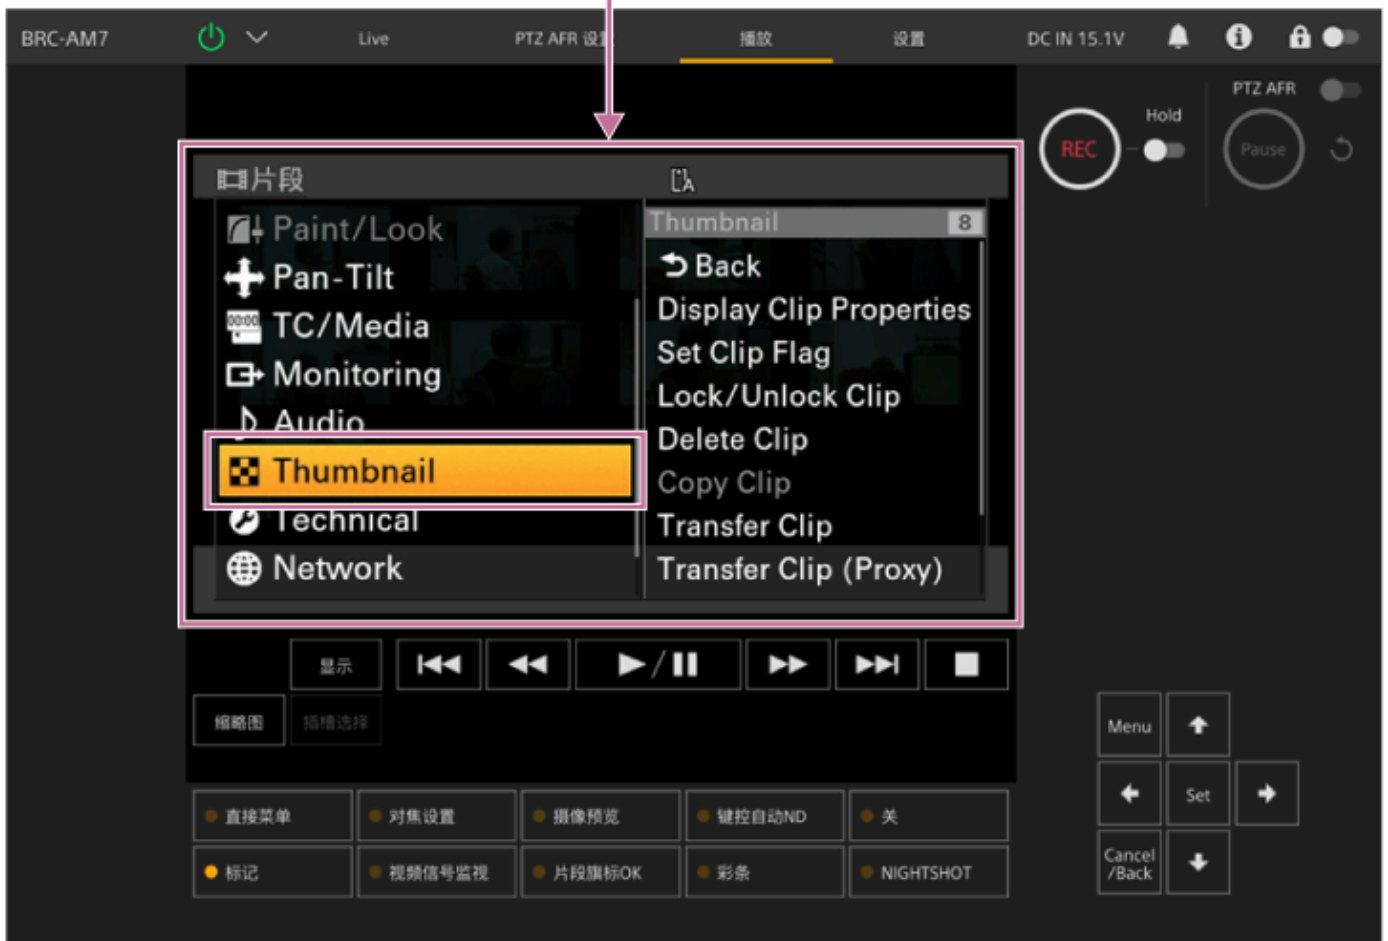 BRC-AM7
Live
PTZ AFR
播放
设置
DC IN 15.1V
PTZ AFR
Hold
REC
Pause
片段
Paint/Look
Pan-Tilt
TC/Media
Monitoring
Audio
Thumbnail
Technical
Network
Thumbnail
8
Back
Display Clip Properties
Set Clip Flag
Lock/Unlock Clip
Delete Clip
Copy Clip
Transfer Clip
Transfer Clip (Proxy)
显示
缩略图
插槽选择
Menu
Set
Cancel
/Back
直接菜单
对焦设置
摄像预览
键控自动ND
关
标记
视频信号监视
片段旗标OK
彩条
NIGHTSHOT